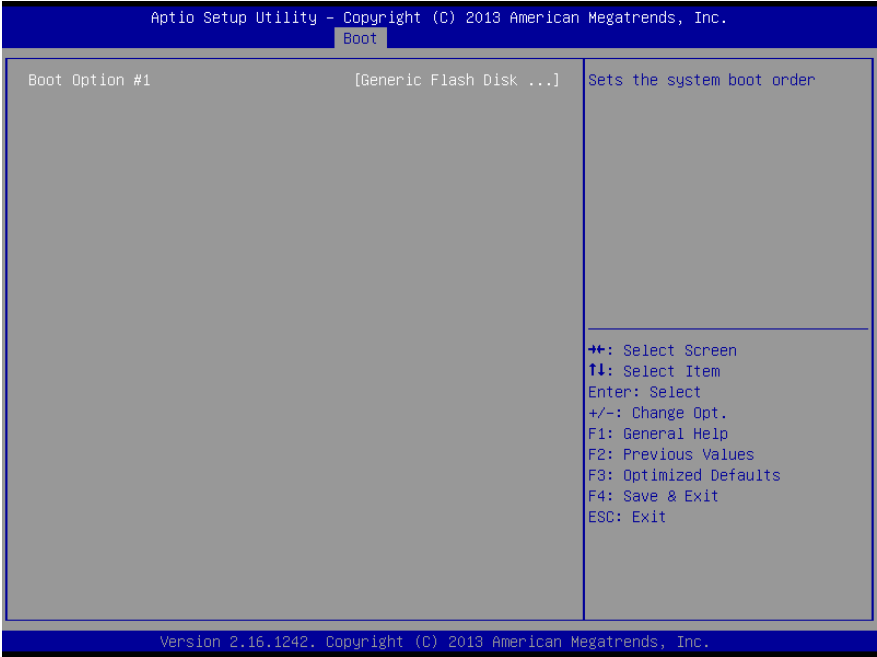 Aptio Setup Utility – Copyright (C) 2013 American Megatrends, Inc.
Boot
Boot Option #1 [Generic Flash Disk ...]
Sets the system boot order
→←: Select Screen
↑↓: Select Item
Enter: Select
+/-: Change Opt.
F1: General Help
F2: Previous Values
F3: Optimized Defaults
F4: Save & Exit
ESC: Exit
Version 2.16.1242. Copyright (C) 2013 American Megatrends, Inc.